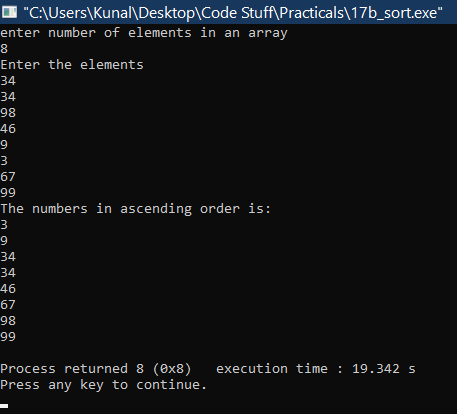 "C:\Users\Kunal\Desktop\Code Stuff\Practicals\17b_sort.exe"
enter number of elements in an array
8
Enter the elements
34
34
98
46
9
3
67
99
The numbers in ascending order is:
3
9
34
34
46
67
98
99
Process returned 8 (0x8)   execution time : 19.342 s
Press any key to continue.